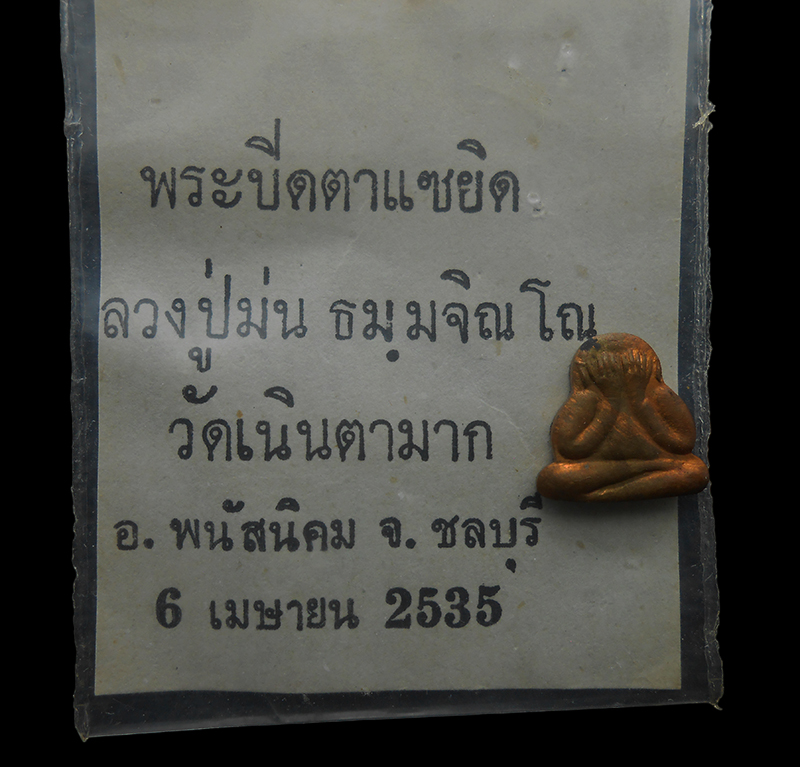 พระปีดตาแซยิด
ลวงปู่ม่น ธมฺมจิณโณ
วัดเนินตามาก
อ. พนัสนิคม จ. ชลบุรี
6 เมษายน 2535